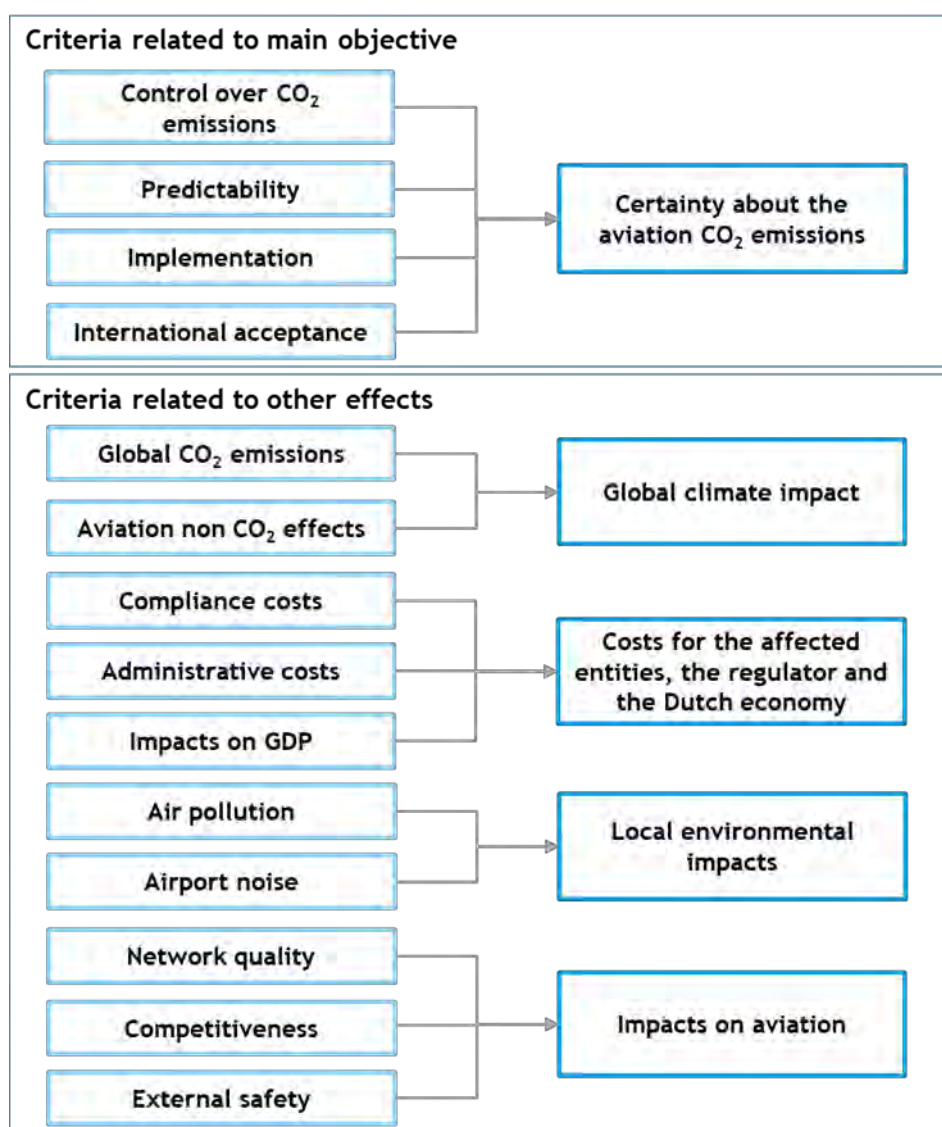 Criteria related to main objective
Control over CO₂
emissions
Predictability
Implementation
International acceptance
Certainty about the
aviation CO₂ emissions
Criteria related to other effects
Global CO₂ emissions
Aviation non CO₂ effects
Global climate impact
Compliance costs
Administrative costs
Impacts on GDP
Costs for the affected
entities, the regulator and
the Dutch economy
Air pollution
Airport noise
Local environmental
impacts
Network quality
Competitiveness
External safety
Impacts on aviation